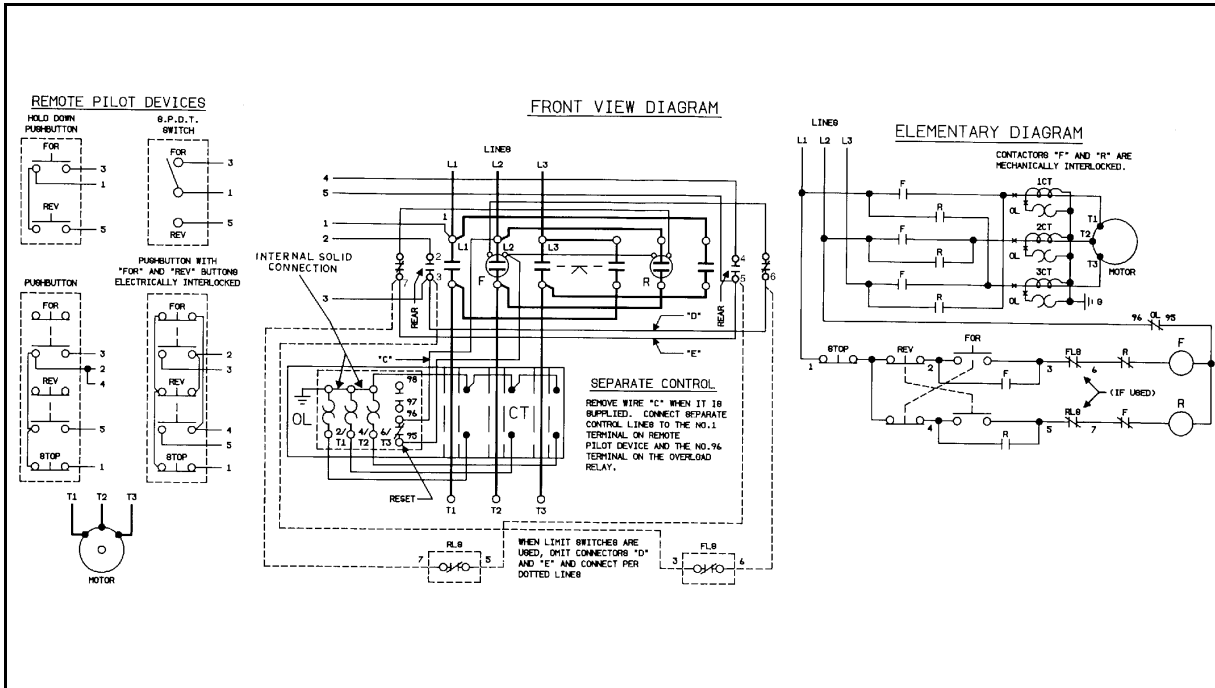 REMOTE PILOT DEVICES
HOLD DOWN
PUSHBUTTON
FOR
3
1
REV
5
S.P.D.T.
SWITCH
FOR
3
1
5
REV
PUSHBUTTON
FOR
3
2
4
REV
5
STOP
1
PUSHBUTTON WITH
"FOR" AND "REV" BUTTONS
ELECTRICALLY INTERLOCKED
FOR
2
3
REV
4
5
STOP
1
T1 T2 T3
MOTOR
FRONT VIEW DIAGRAM
LINES
L1 L2 L3
4
5
1
1
2
L1 L2 L3
INTERNAL SOLID
CONNECTION
2
7
3
F
R
4
5
6
3
REAR
REAR
"D"
"E"
"C"
98
97
96
95
OL
2/ 4/ 6/
T1 T2 T3
CT
RESET
T1 T2 T3
SEPARATE CONTROL
REMOVE WIRE "C" WHEN IT IS
SUPPLIED. CONNECT SEPARATE
CONTROL LINES TO THE NO.1
TERMINAL ON REMOTE
PILOT DEVICE AND THE NO.96
TERMINAL ON THE OVERLOAD
RELAY.
RLS
7 5
WHEN LIMIT SWITCHES ARE
USED, OMIT CONNECTORS "D"
AND "E" AND CONNECT PER
DOTTED LINES
FLS
3 6
LINES
L1 L2 L3
ELEMENTARY DIAGRAM
CONTACTORS "F" AND "R" ARE
MECHANICALLY INTERLOCKED.
F
R
1CT
OL
T1
F
R
2CT
OL
T2
F
R
3CT
OL
T3
MOTOR
G
96 OL 95
STOP
1
REV
2
FOR
F
3
FLS
6
R
F
(IF USED)
4
R
5
RLS
7
F
R